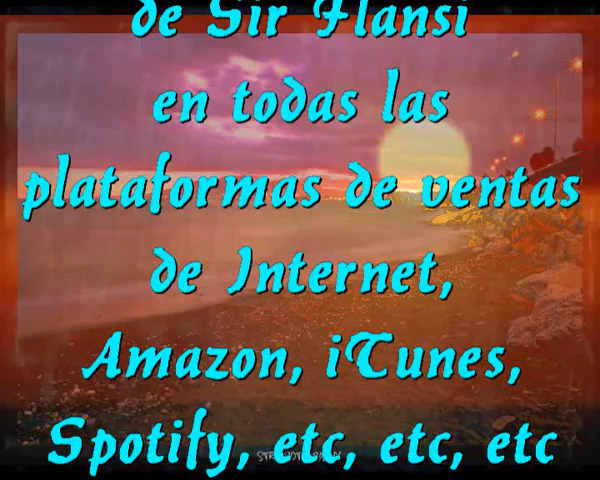 de Sir Flansi
en todas las
plataformas de ventas
de Internet,
Amazon, iTunes,
Spotify, etc, etc, etc